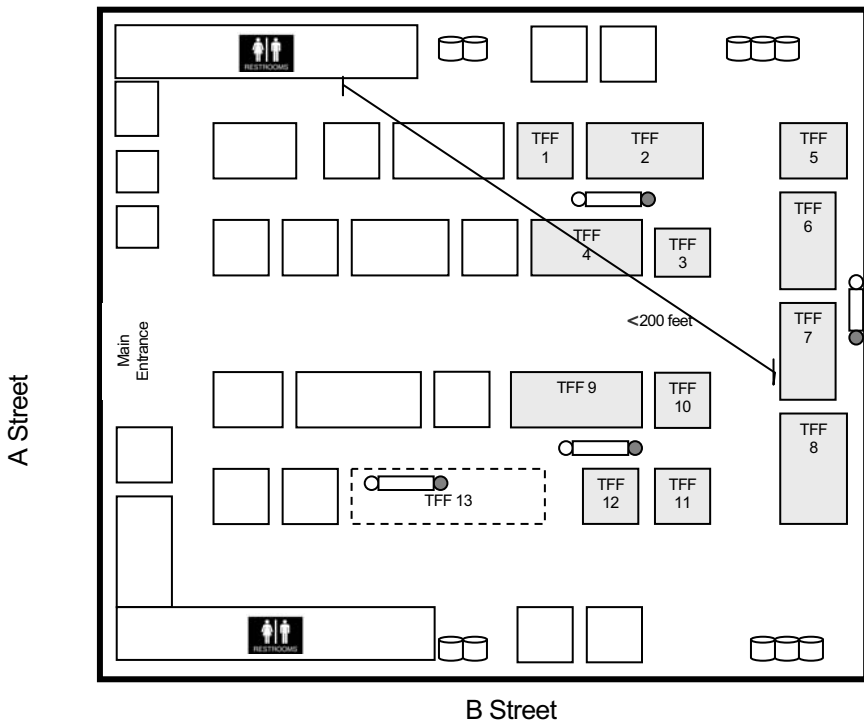 RESTROOMS
TFF
1
TFF
2
TFF
5
TFF
6
TFF
4
TFF
3
<200 feet
TFF
7
Main
Entrance
A Street
TFF 9
TFF
10
TFF
8
TFF 13
TFF
12
TFF
11
RESTROOMS
B Street